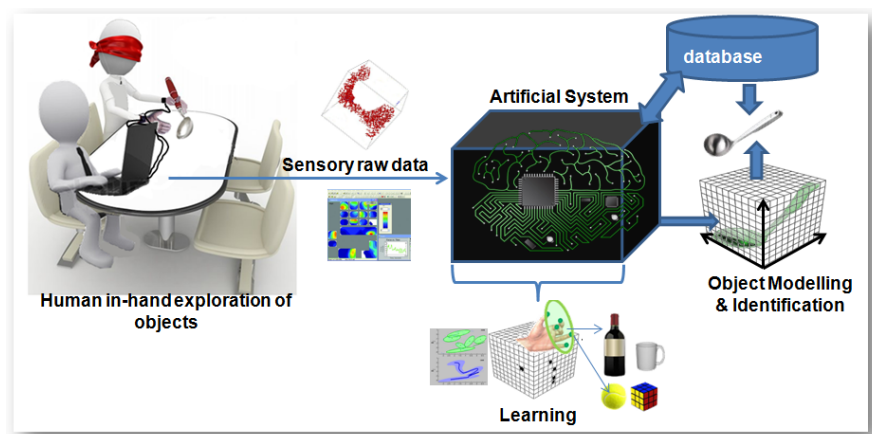 database
Artificial System
Sensory raw data
Human in-hand exploration of
objects
Object Modelling
& Identification
Learning